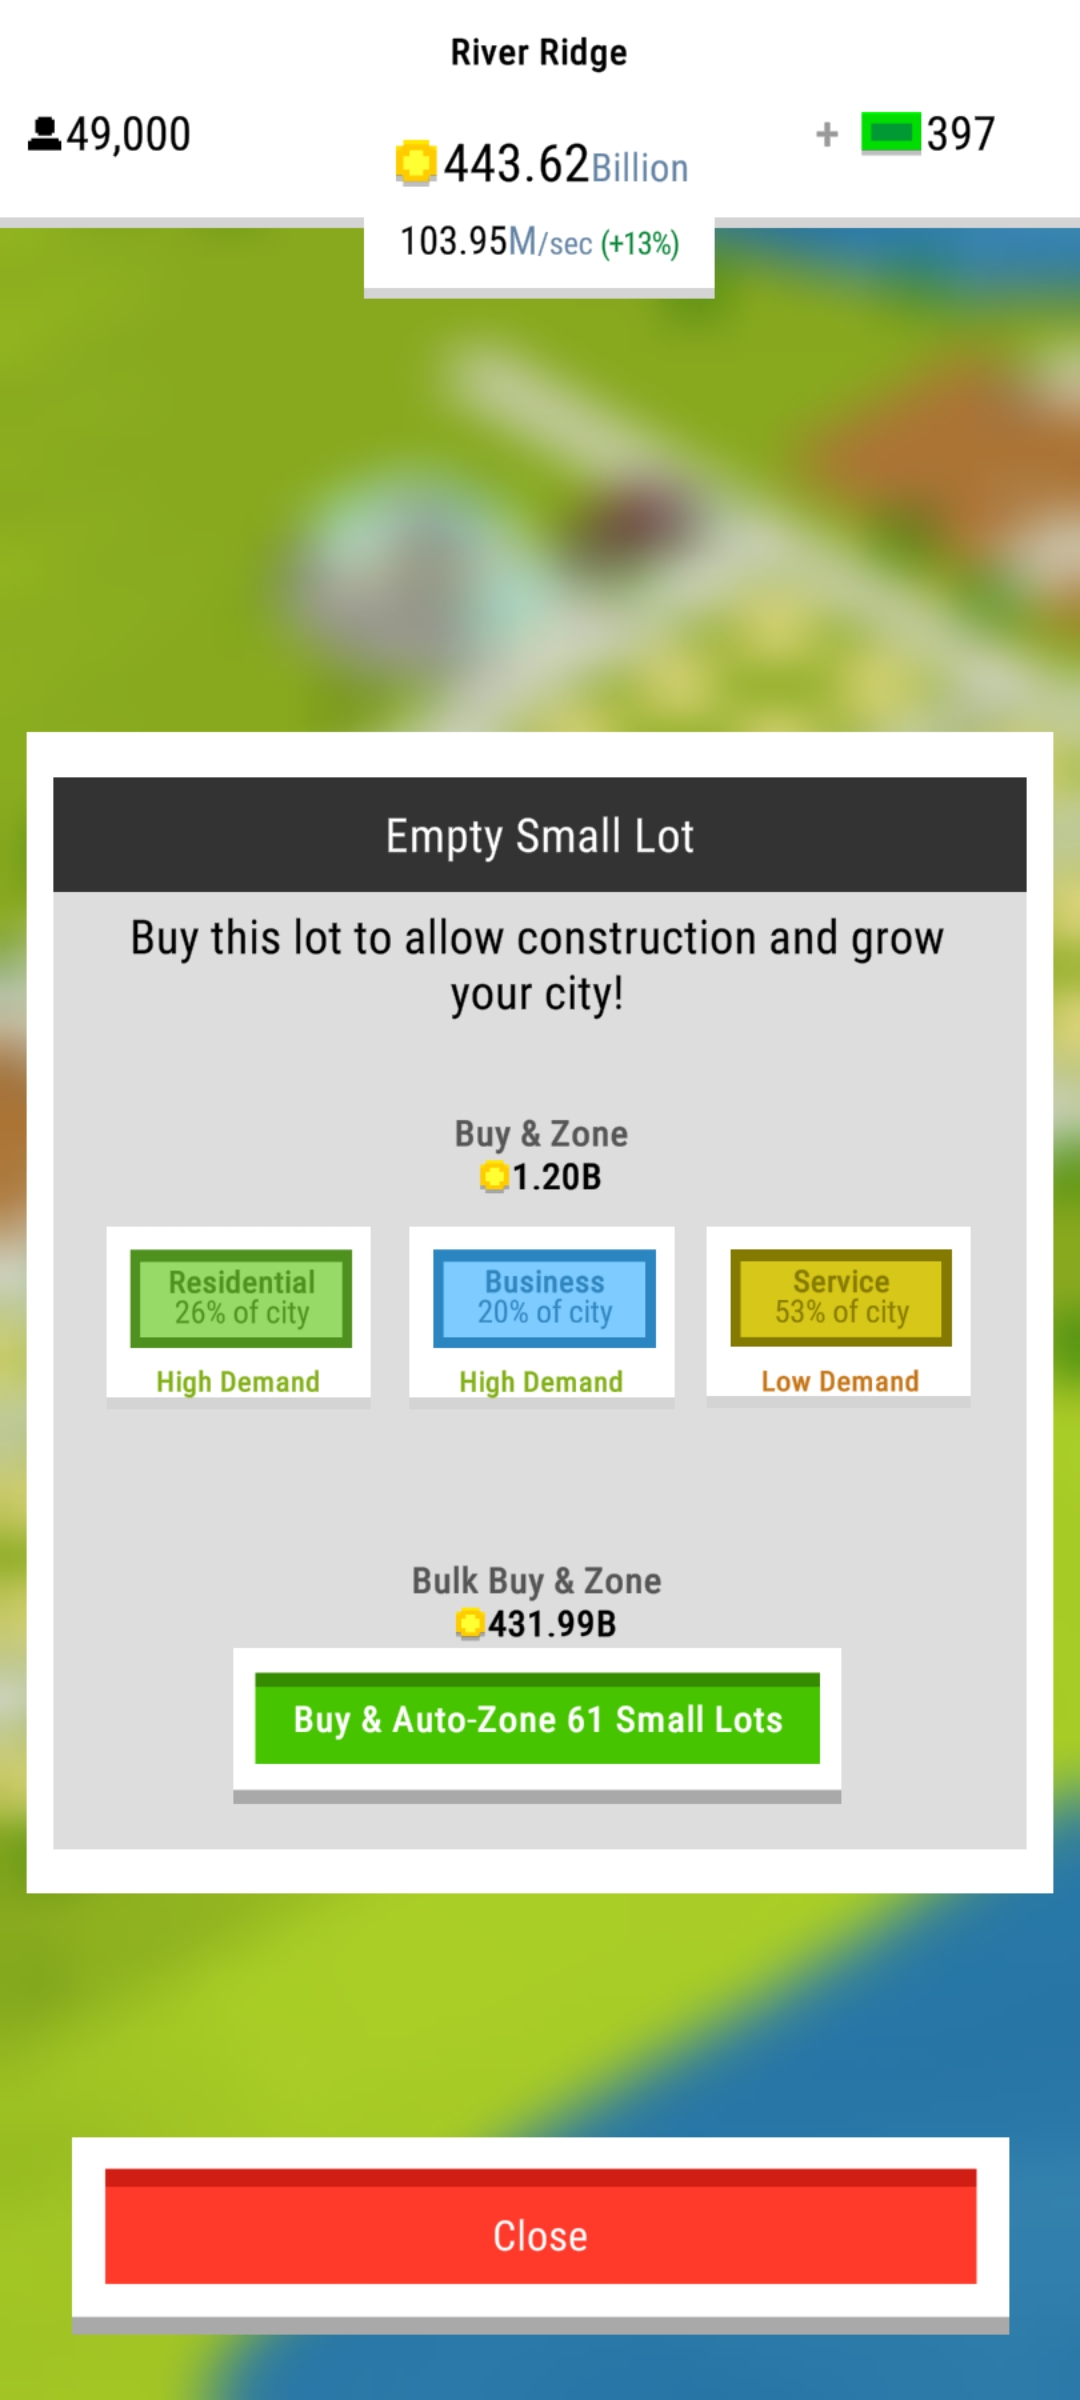 River Ridge
49,000
443.62Billion
+ 397
103.95M/sec (+13%)
Empty Small Lot
Buy this lot to allow construction and grow
your city!
Buy & Zone
1.20B
Residential
26% of city
High Demand
Business
20% of city
High Demand
Service
53% of city
Low Demand
Bulk Buy & Zone
431.99B
Buy & Auto-Zone 61 Small Lots
Close